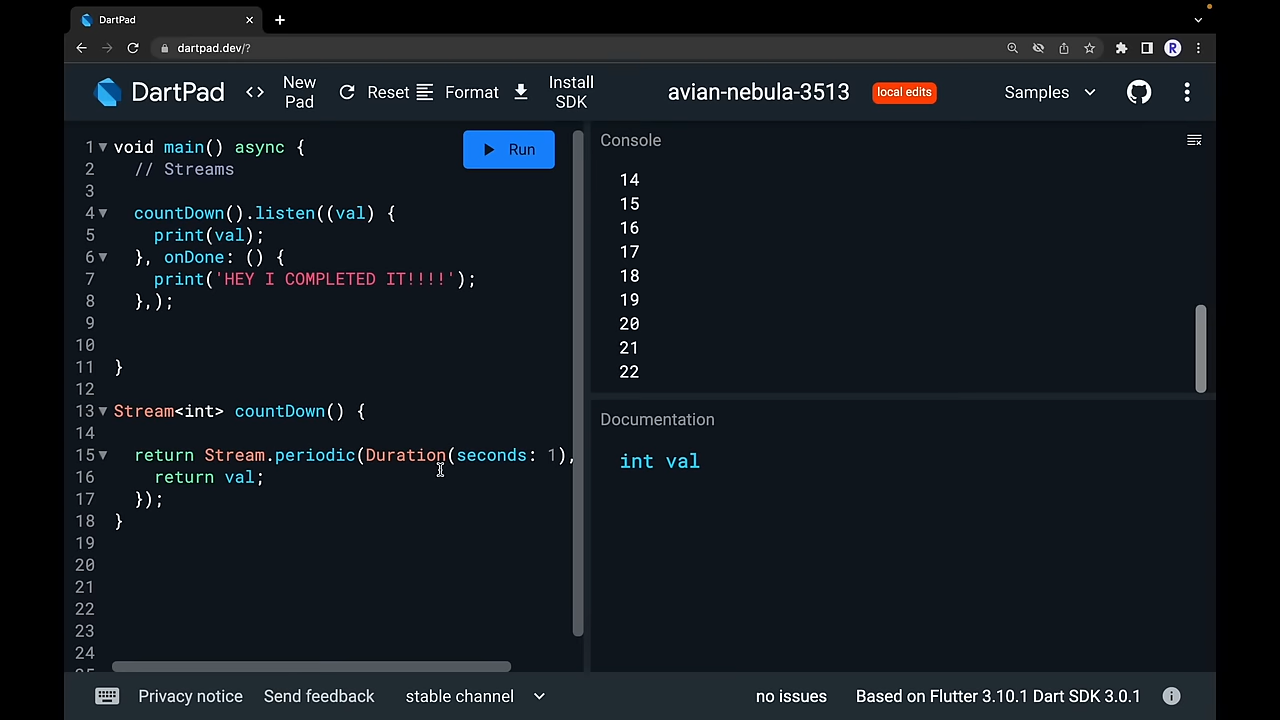 DartPad
dartpad.dev/?
R
DartPad
<> New Pad
Reset
Format
Install SDK
avian-nebula-3513
local edits
Samples
1 void main() async {
2 // Streams
3
4 countDown().listen((val) {
5 print(val);
6 }, onDone: () {
7 print('HEY I COMPLETED IT!!!!');
8 },);
9
10
11 }
12
13 Stream<int> countDown() {
14
15 return Stream.periodic(Duration(seconds: 1),
16 return val;
17 });
18 }
19
20
21
22
23
24
Run
Console
14
15
16
17
18
19
20
21
22
Documentation
int val
Privacy notice
Send feedback
stable channel
no issues
Based on Flutter 3.10.1 Dart SDK 3.0.1